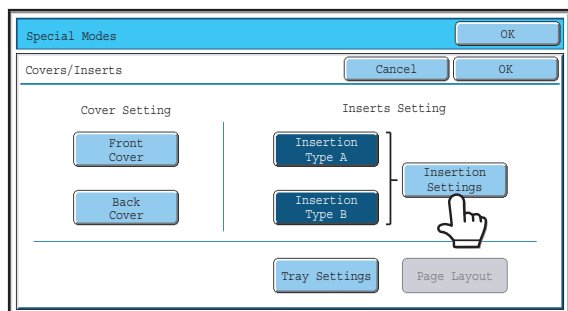 Special Modes
OK
Covers/Inserts
Cancel
OK
Cover Setting
Inserts Setting
Front
Cover
Insertion
Type A
Insertion
Settings
Back
Cover
Insertion
Type B
Tray Settings
Page Layout